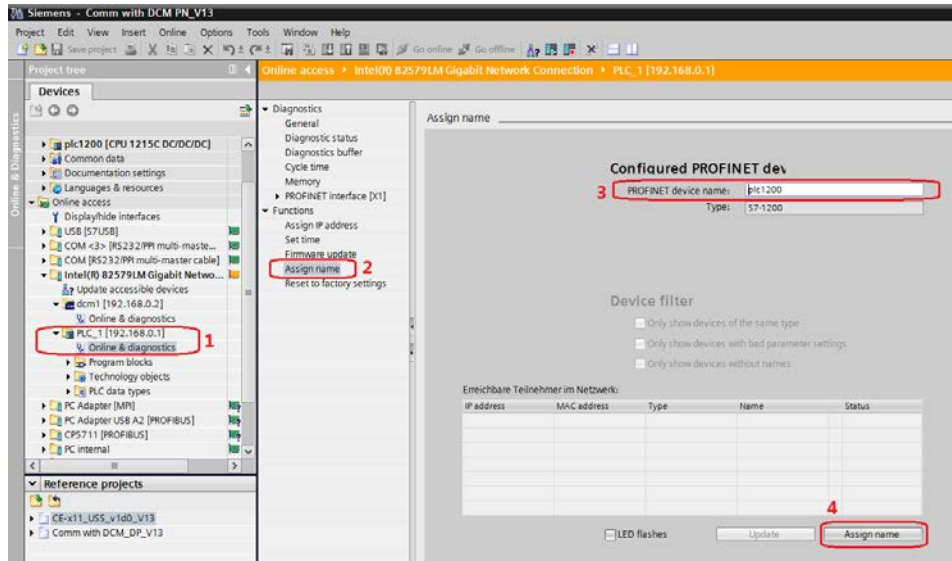 Siemens - Comm with DCM PN_V13
Project Edit View Insert Online Options Tools Window Help
Save project Go online Go offline
Project tree
Online access ▸ Intel(R) 82579LM Gigabit Network Connection ▸ PLC_1 [192.168.0.1]
Devices
Online & Diagnostics
plc1200 [CPU 1215C DC/DC/DC]
Common data
Documentation settings
Languages & resources
Online access
Display/hide interfaces
USB [S7USB]
COM <3> [RS232/PPI multi-maste...
COM [RS232/PPI multi-master cable]
Intel(R) 82579LM Gigabit Netwo...
Update accessible devices
dcm1 [192.168.0.2]
Online & diagnostics
PLC_1 [192.168.0.1]
Online & diagnostics
1
Program blocks
Technology objects
PLC data types
PC Adapter [MPI]
PC Adapter USB A2 [PROFIBUS]
CP5711 [PROFIBUS]
PC internal
Reference projects
CE-x11_USS_v1d0_V13
Comm with DCM_DP_V13
Diagnostics
General
Diagnostic status
Diagnostics buffer
Cycle time
Memory
PROFINET interface [X1]
Functions
Assign IP address
Set time
Firmware update
Assign name 2
Reset to factory settings
Assign name
Configured PROFINET dev
3 PROFINET device name: plc1200
Type: S7-1200
Device filter
Only show devices of the same type
Only show devices with bad parameter settings
Only show devices without names
Erreichbare Teilnehmer im Netzwerk:
IP address MAC address Type Name Status
4
LED flashes Update Assign name